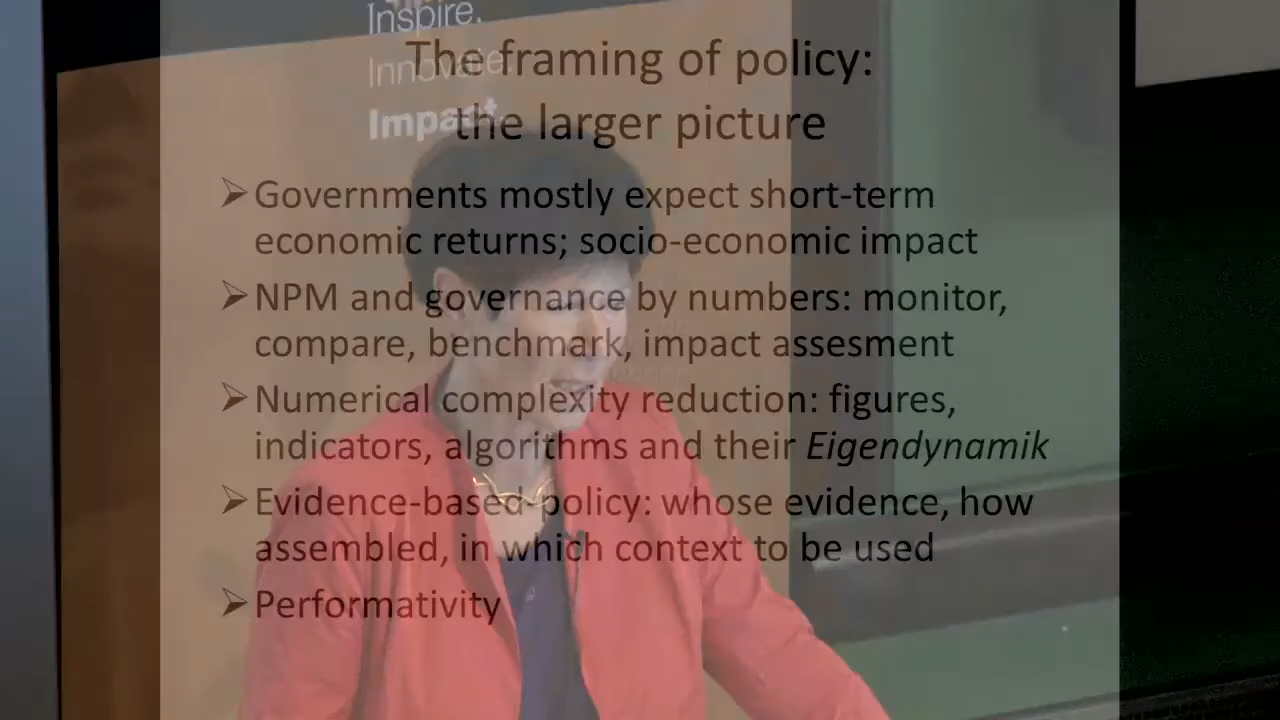 Inspire.
Innovate.
Impact.
The framing of policy:
the larger picture
➢ Governments mostly expect short-term
economic returns; socio-economic impact
➢ NPM and governance by numbers: monitor,
compare, benchmark, impact assesment
➢ Numerical complexity reduction: figures,
indicators, algorithms and their Eigendynamik
➢ Evidence-based-policy: whose evidence, how
assembled, in which context to be used
➢ Performativity